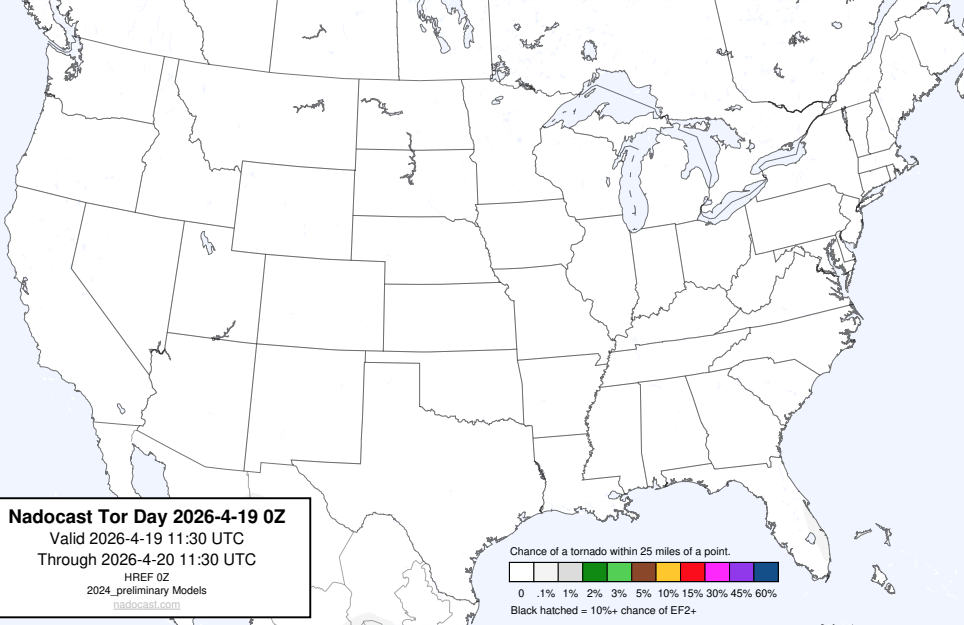 Nadocast Tor Day 2026-4-19 0Z
Valid 2026-4-19 11:30 UTC
Through 2026-4-20 11:30 UTC
HREF 0Z
2024_preliminary Models
nadocast.com
Chance of a tornado within 25 miles of a point.
0 .1% 1% 2% 3% 5% 10% 15% 30% 45% 60%
Black hatched = 10%+ chance of EF2+